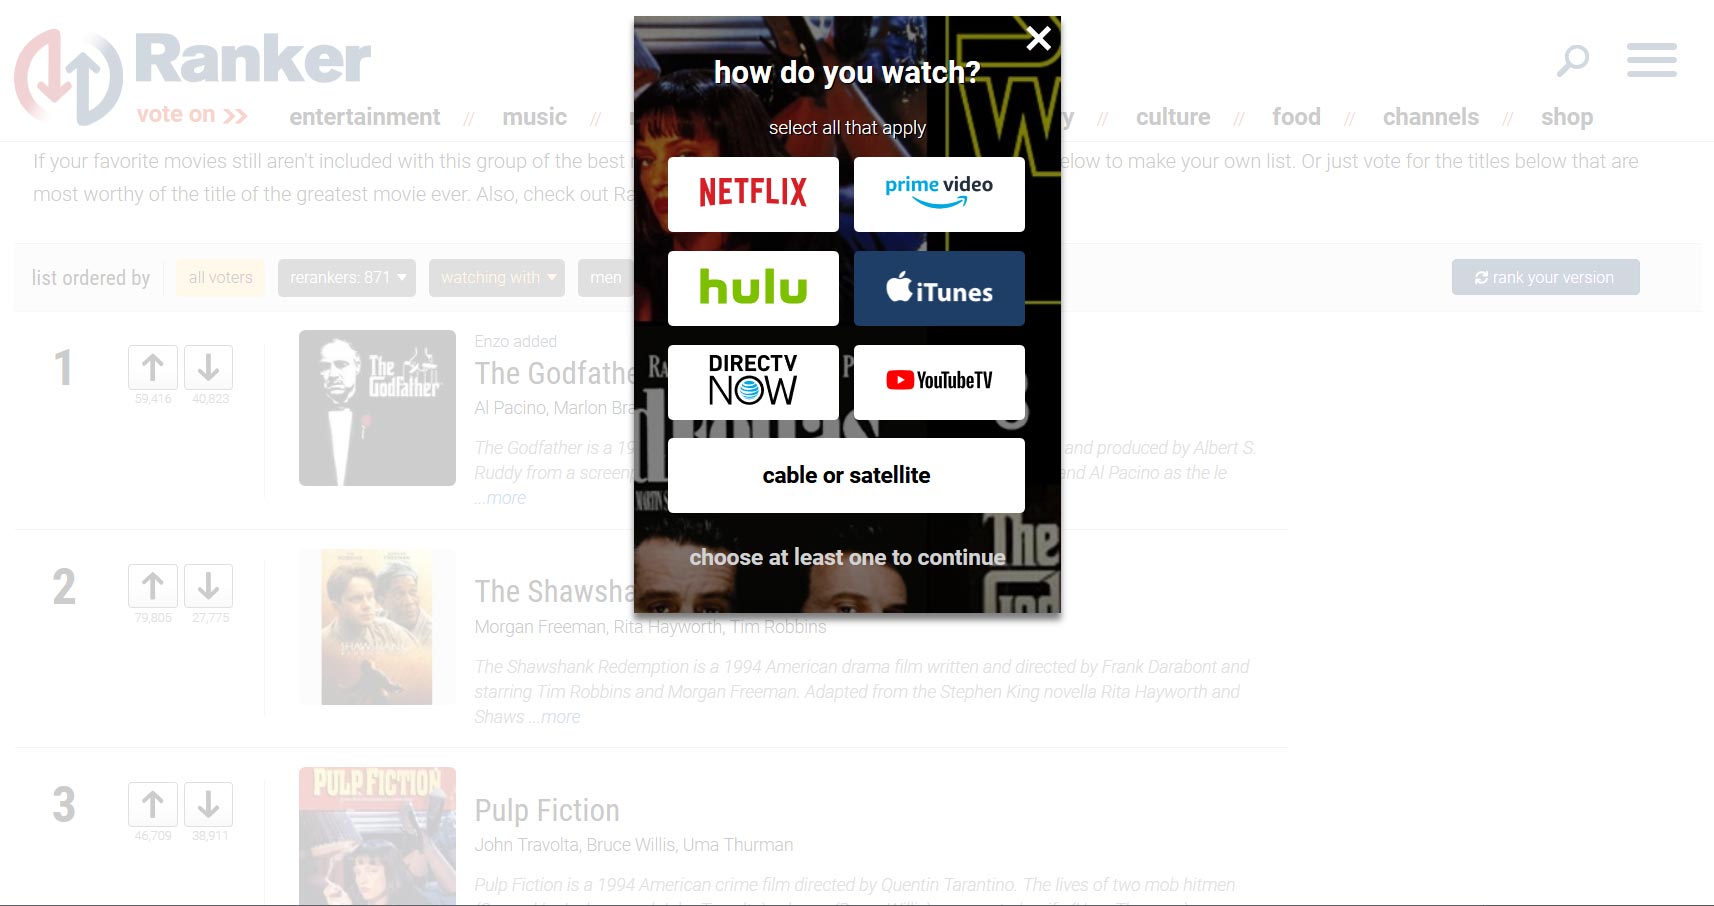 Ranker
vote on >>
entertainment // music // y // culture // food // channels // shop
how do you watch?
select all that apply
NETFLIX
prime video
hulu
iTunes
DIRECTV NOW
YouTubeTV
cable or satellite
choose at least one to continue
If your favorite movies still aren't included with this group of the best
elow to make your own list. Or just vote for the titles below that are
most worthy of the title of the greatest movie ever. Also, check out Ra
list ordered by
all voters
rerankers: 871
watching with
men
rank your version
1
59,416
40,823
The Godfather
Enzo added
The Godfathe
Al Pacino, Marlon Bra
The Godfather is a 19
and produced by Albert S.
Ruddy from a screenp
and Al Pacino as the le
...more
2
79,805
27,775
The Shawsha
Morgan Freeman, Rita Hayworth, Tim Robbins
The Shawshank Redemption is a 1994 American drama film written and directed by Frank Darabont and
starring Tim Robbins and Morgan Freeman. Adapted from the Stephen King novella Rita Hayworth and
Shaws ...more
3
46,709
38,911
PULP FICTION
Pulp Fiction
John Travolta, Bruce Willis, Uma Thurman
Pulp Fiction is a 1994 American crime film directed by Quentin Tarantino. The lives of two mob hitmen